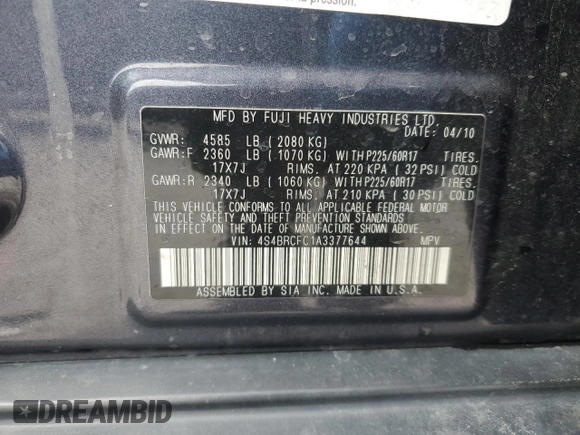 pression.
MFD BY FUJI HEAVY INDUSTRIES LTD.
DATE: 04/10
GVWR: 4585 LB ( 2080 KG)
GAWR:F 2360 LB ( 1070 KG) WITH P225/60R17 TIRES.
17X7J RIMS. AT 220 KPA ( 32 PSI) COLD
GAWR:R 2340 LB ( 1060 KG) WITH P225/60R17 TIRES.
17X7J RIMS. AT 210 KPA ( 30 PSI) COLD
THIS VEHICLE CONFORMS TO ALL APPLICABLE FEDERAL MOTOR
VEHICLE SAFETY AND THEFT PREVENTION STANDARDS
IN EFFECT ON THE DATE OF MANUFACTURE SHOWN ABOVE.
VIN: 4S4BRCFC1A3377644 MPV
ASSEMBLED BY SIA INC. MADE IN U.S.A.
DREAMBID